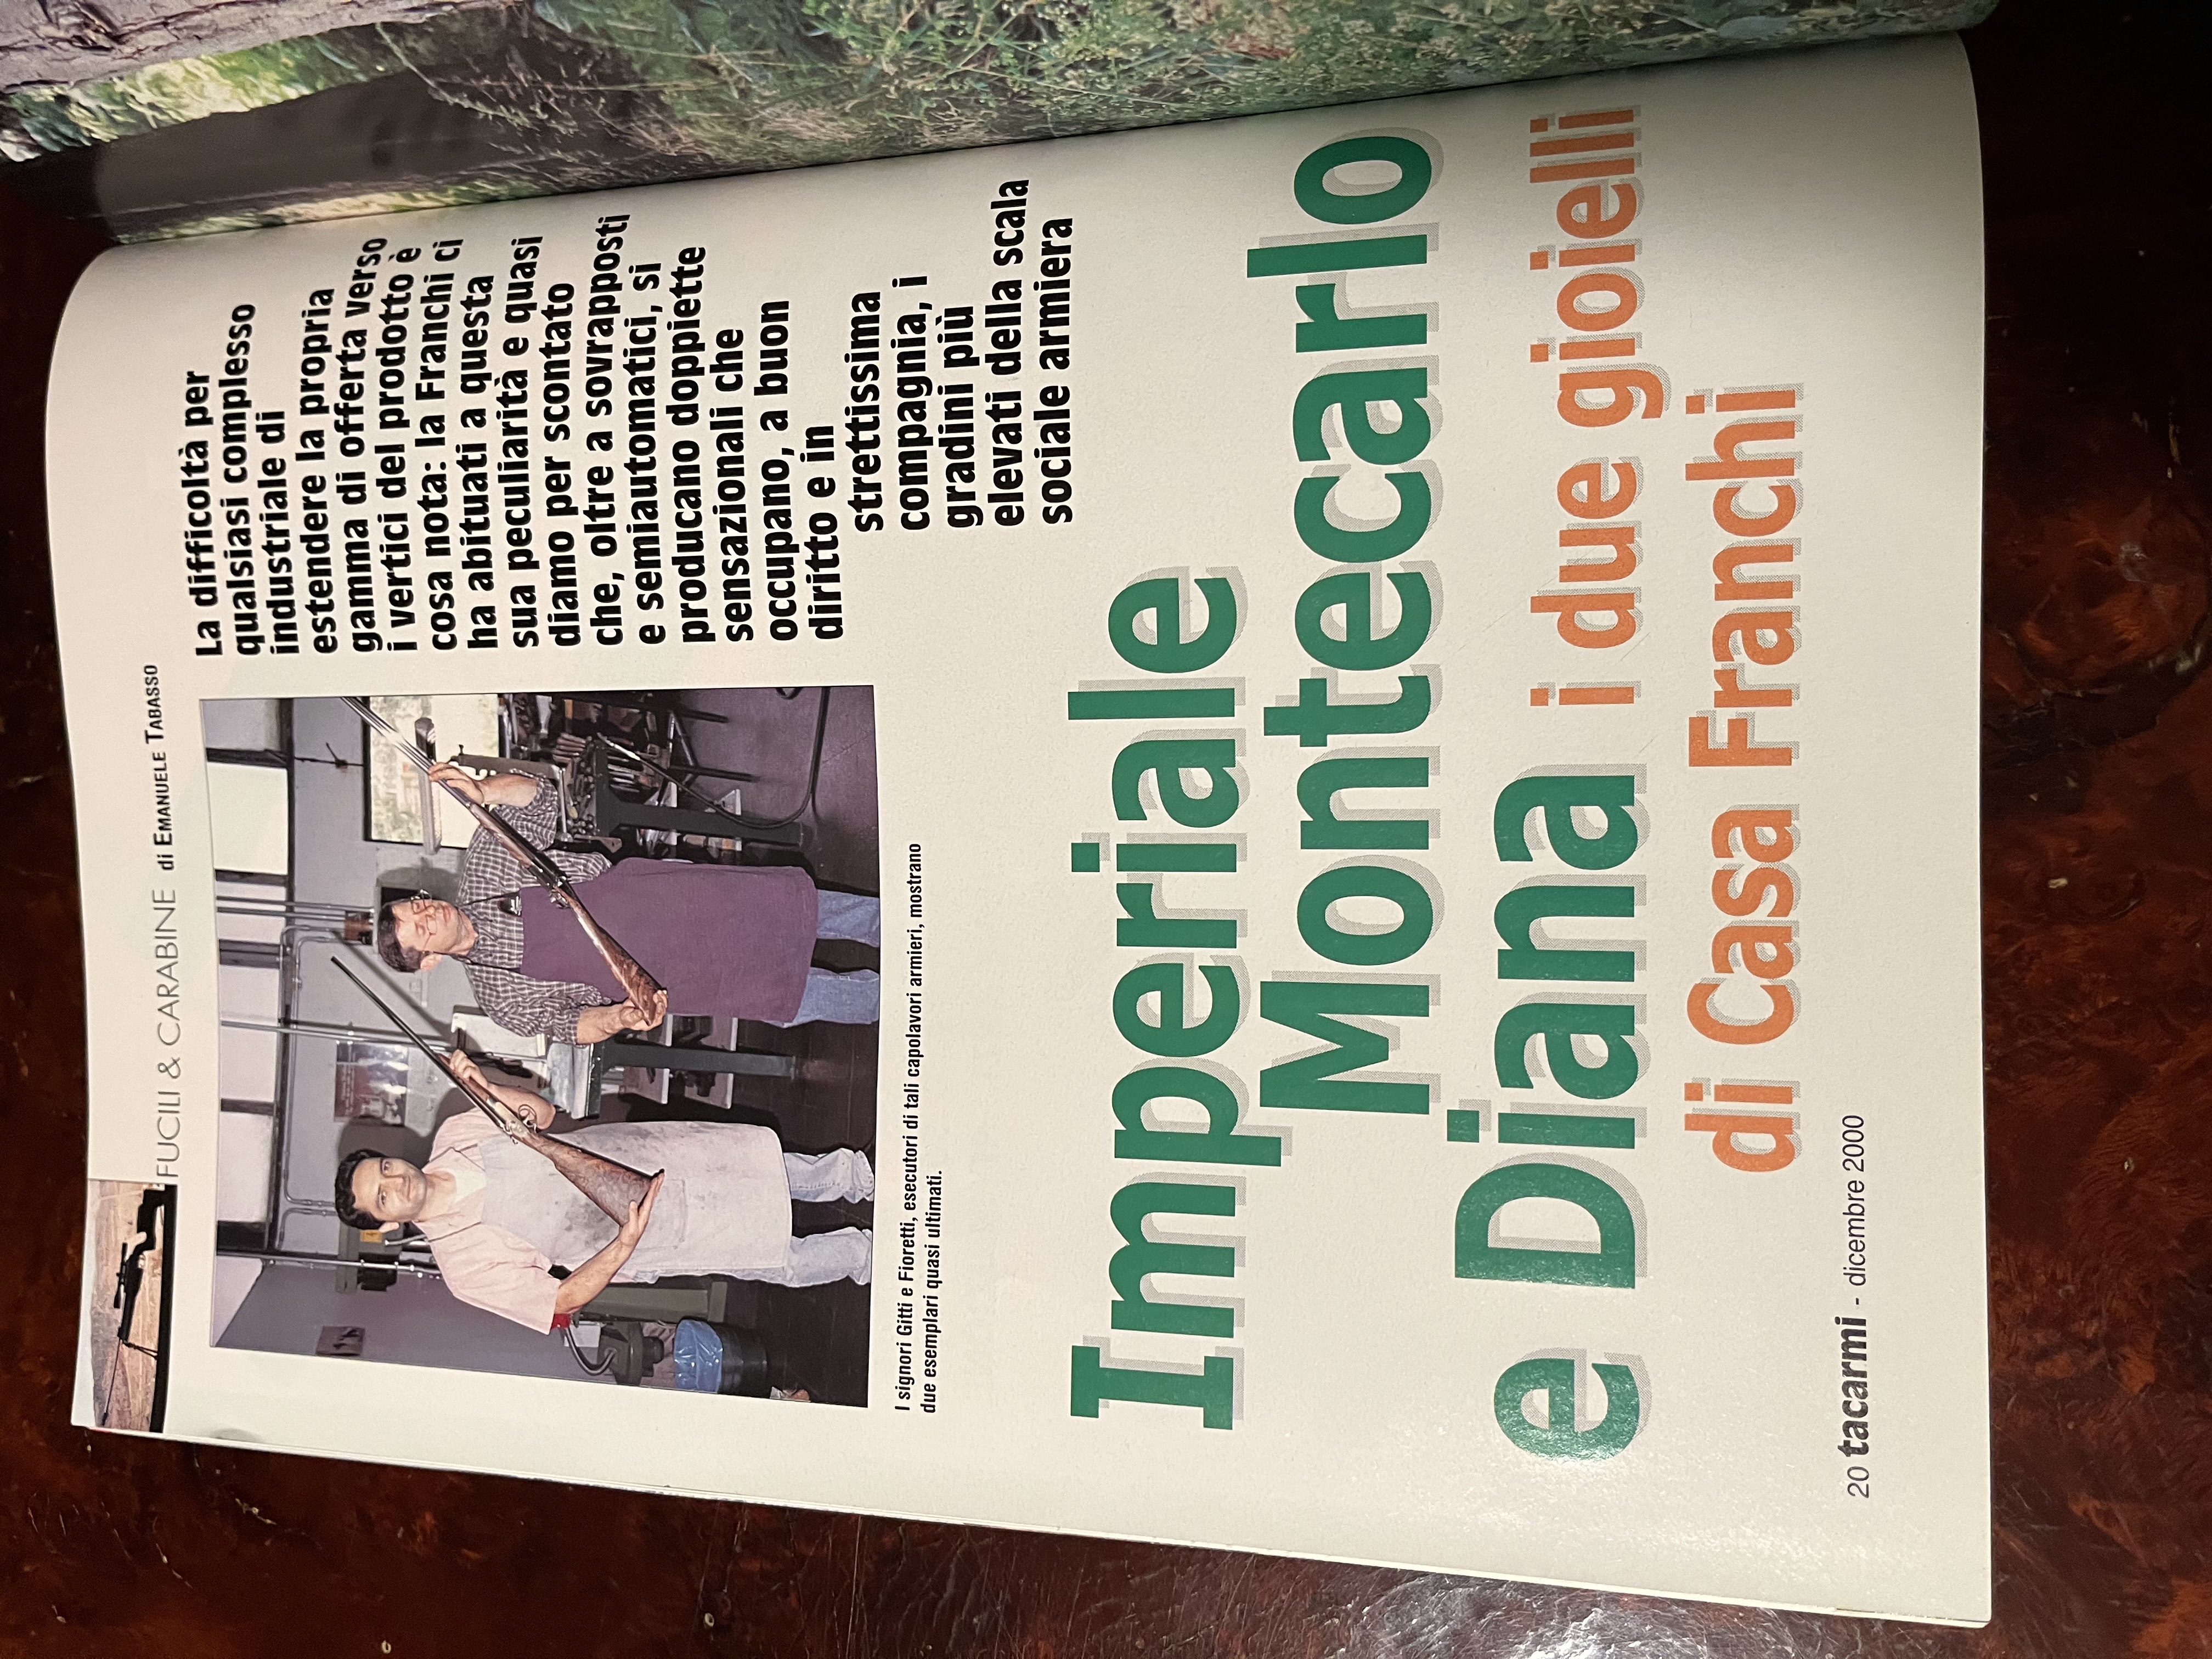 FUCILI & CARABINE di EMANUELE TABASSO
La difficoltà per
qualsiasi complesso
industriale di
estendere la propria
gamma di offerta verso
i vertici del prodotto è
cosa nota: la Franchi ci
ha abituati a questa
sua peculiarità e quasi
diamo per scontato
che, oltre a sovrapposti
e semiautomatici, si
producano doppiette
sensazionali che
occupano, a buon
diritto e in
strettissima
compagnia, i
gradini più
elevati della scala
sociale armiera
I signori Gitti e Fioretti, esecutori di tali capolavori armieri, mostrano
due esemplari quasi ultimati.
Imperiale
Montecarlo
e Diana i due gioielli
di Casa Franchi
20 tacarmi - dicembre 2000